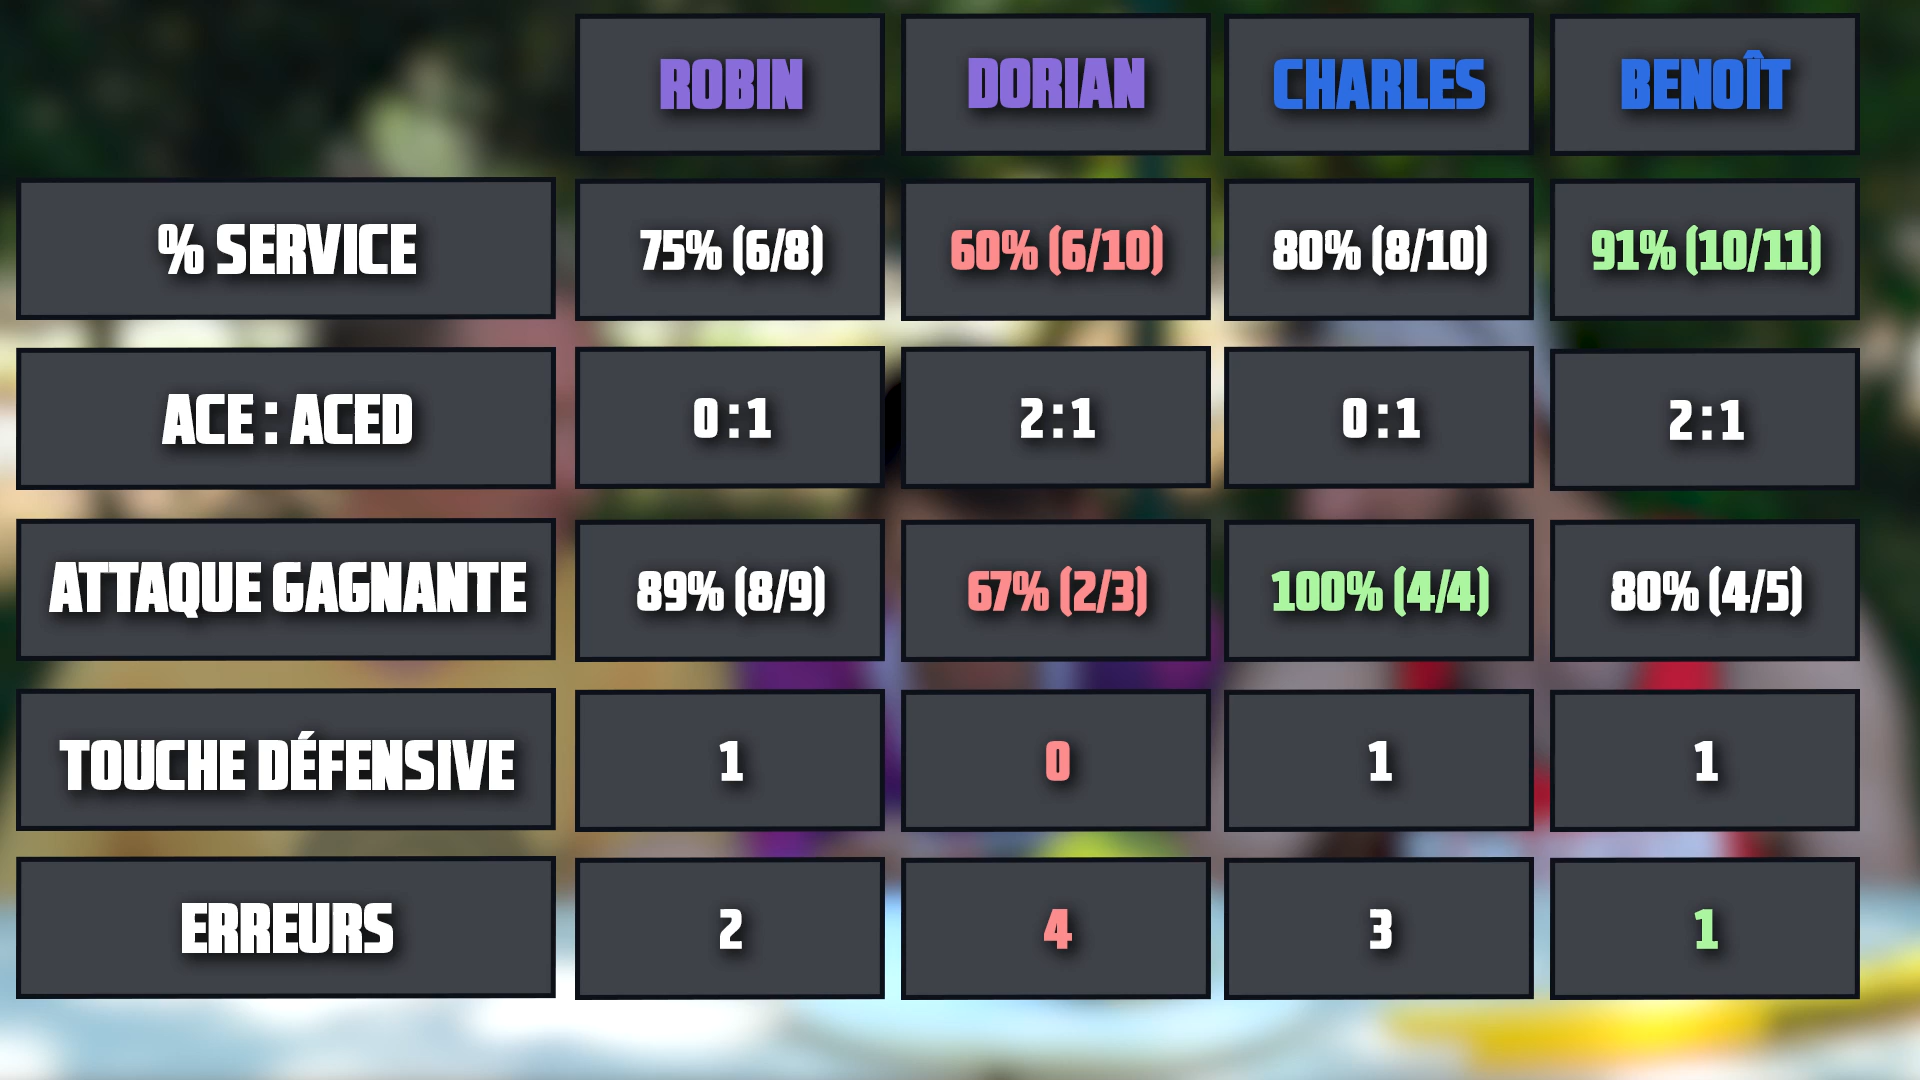 ROBIN DORIAN CHARLES BENOÎT
% SERVICE 75% (6/8) 60% (6/10) 80% (8/10) 91% (10/11)
ACE : ACED 0:1 2:1 0:1 2:1
ATTAQUE GAGNANTE 89% (8/9) 67% (2/3) 100% (4/4) 80% (4/5)
TOUCHE DÉFENSIVE 1 0 1 1
ERREURS 2 4 3 1